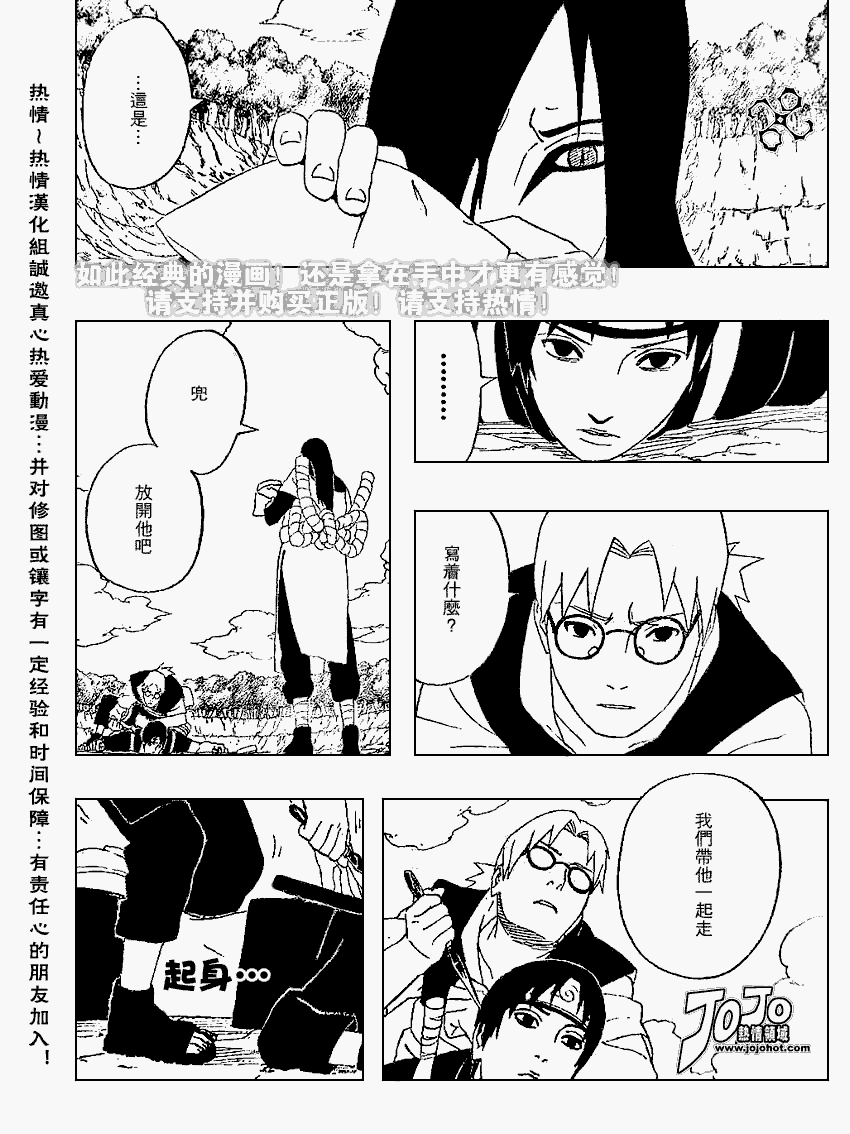 热情~热情漢化組誠邀真心热爱動漫…并对修图或镶字有一定经验和时间保障…有责任心的朋友加入!
…這是…
如此经典的漫画！还是拿在手中才更有感觉！
请支持并购买正版！请支持热情！
………
寫着什麼?
兜
放開他吧
我們帶他一起走
起身…
JOJO
熱情領域
www.jojohot.com